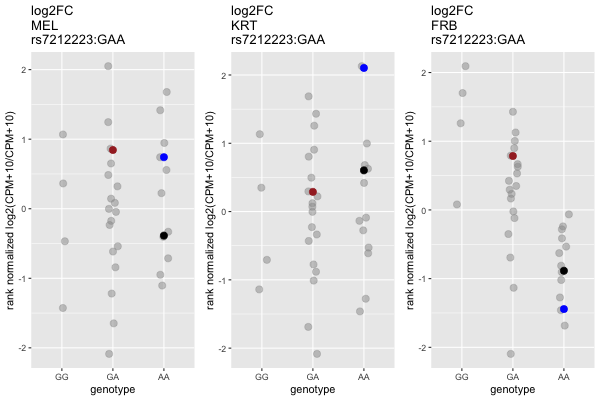 log2FC
MEL
rs7212223:GAA
rank normalized log2(CPM+10/CPM+10)
2
1
0
-1
-2
GG
GA
AA
genotype
log2FC
KRT
rs7212223:GAA
rank normalized log2(CPM+10/CPM+10)
2
1
0
-1
-2
GG
GA
AA
genotype
log2FC
FRB
rs7212223:GAA
rank normalized log2(CPM+10/CPM+10)
2
1
0
-1
-2
GG
GA
AA
genotype